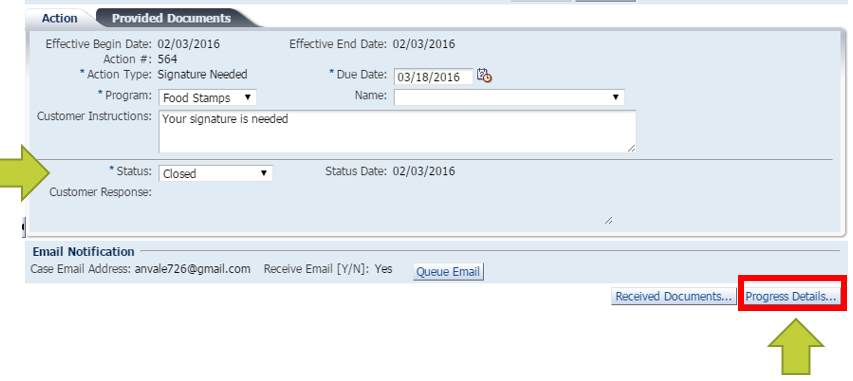 Action Provided Documents
Effective Begin Date: 02/03/2016 Effective End Date: 02/03/2016
Action #: 564
* Action Type: Signature Needed * Due Date: 03/18/2016
* Program: Food Stamps Name:
Customer Instructions: Your signature is needed
* Status: Closed Status Date: 02/03/2016
Customer Response:
Email Notification
Case Email Address: anvale726@gmail.com Receive Email [Y/N]: Yes Queue Email
Received Documents... Progress Details...